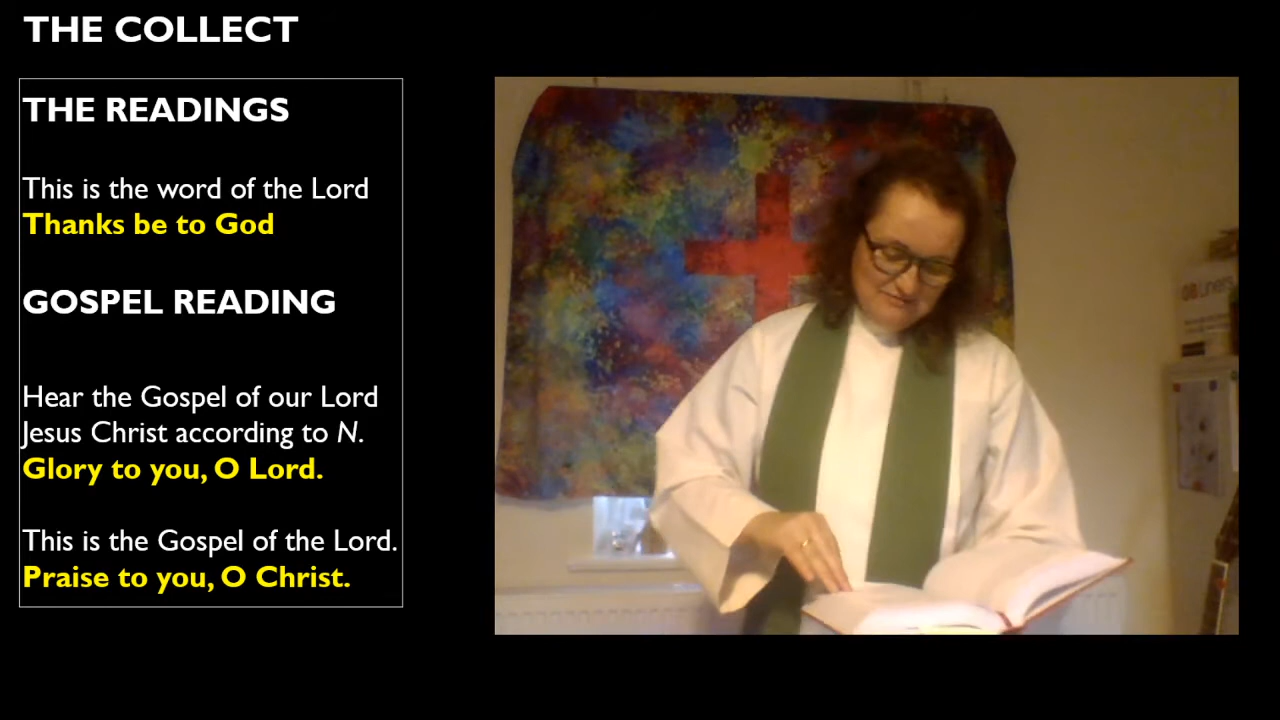 THE COLLECT
THE READINGS
This is the word of the Lord
Thanks be to God
GOSPEL READING
Hear the Gospel of our Lord
Jesus Christ according to N.
Glory to you, O Lord.
This is the Gospel of the Lord.
Praise to you, O Christ.
Liners